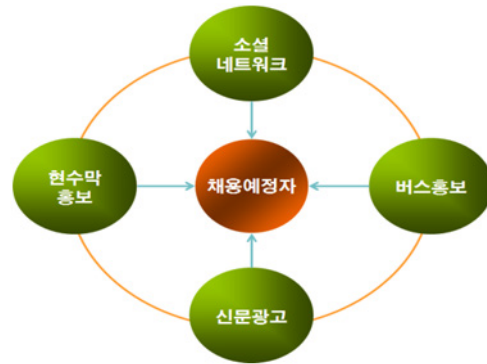 소셜
네트워크
현수막
홍보
채용예정자
버스홍보
신문광고